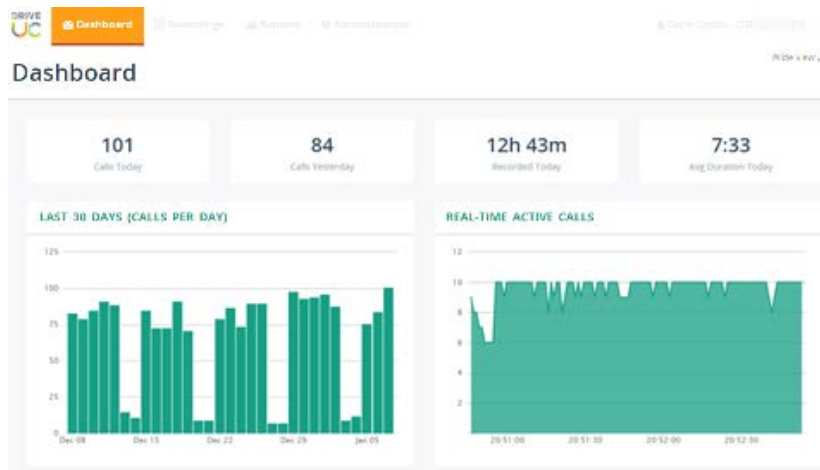 DRIVE
UC
Dashboard
Recordings
Reports
Administration
Dashboard
101
Calls Today
84
Calls Yesterday
12h 43m
Recorded Today
7:33
Avg Duration Today
LAST 30 DAYS (CALLS PER DAY)
125
100
75
50
25
0
Dec 08
Dec 15
Dec 22
Dec 29
Jan 05
REAL-TIME ACTIVE CALLS
12
10
8
6
4
2
20:51:00
20:51:30
20:52:00
20:52:30